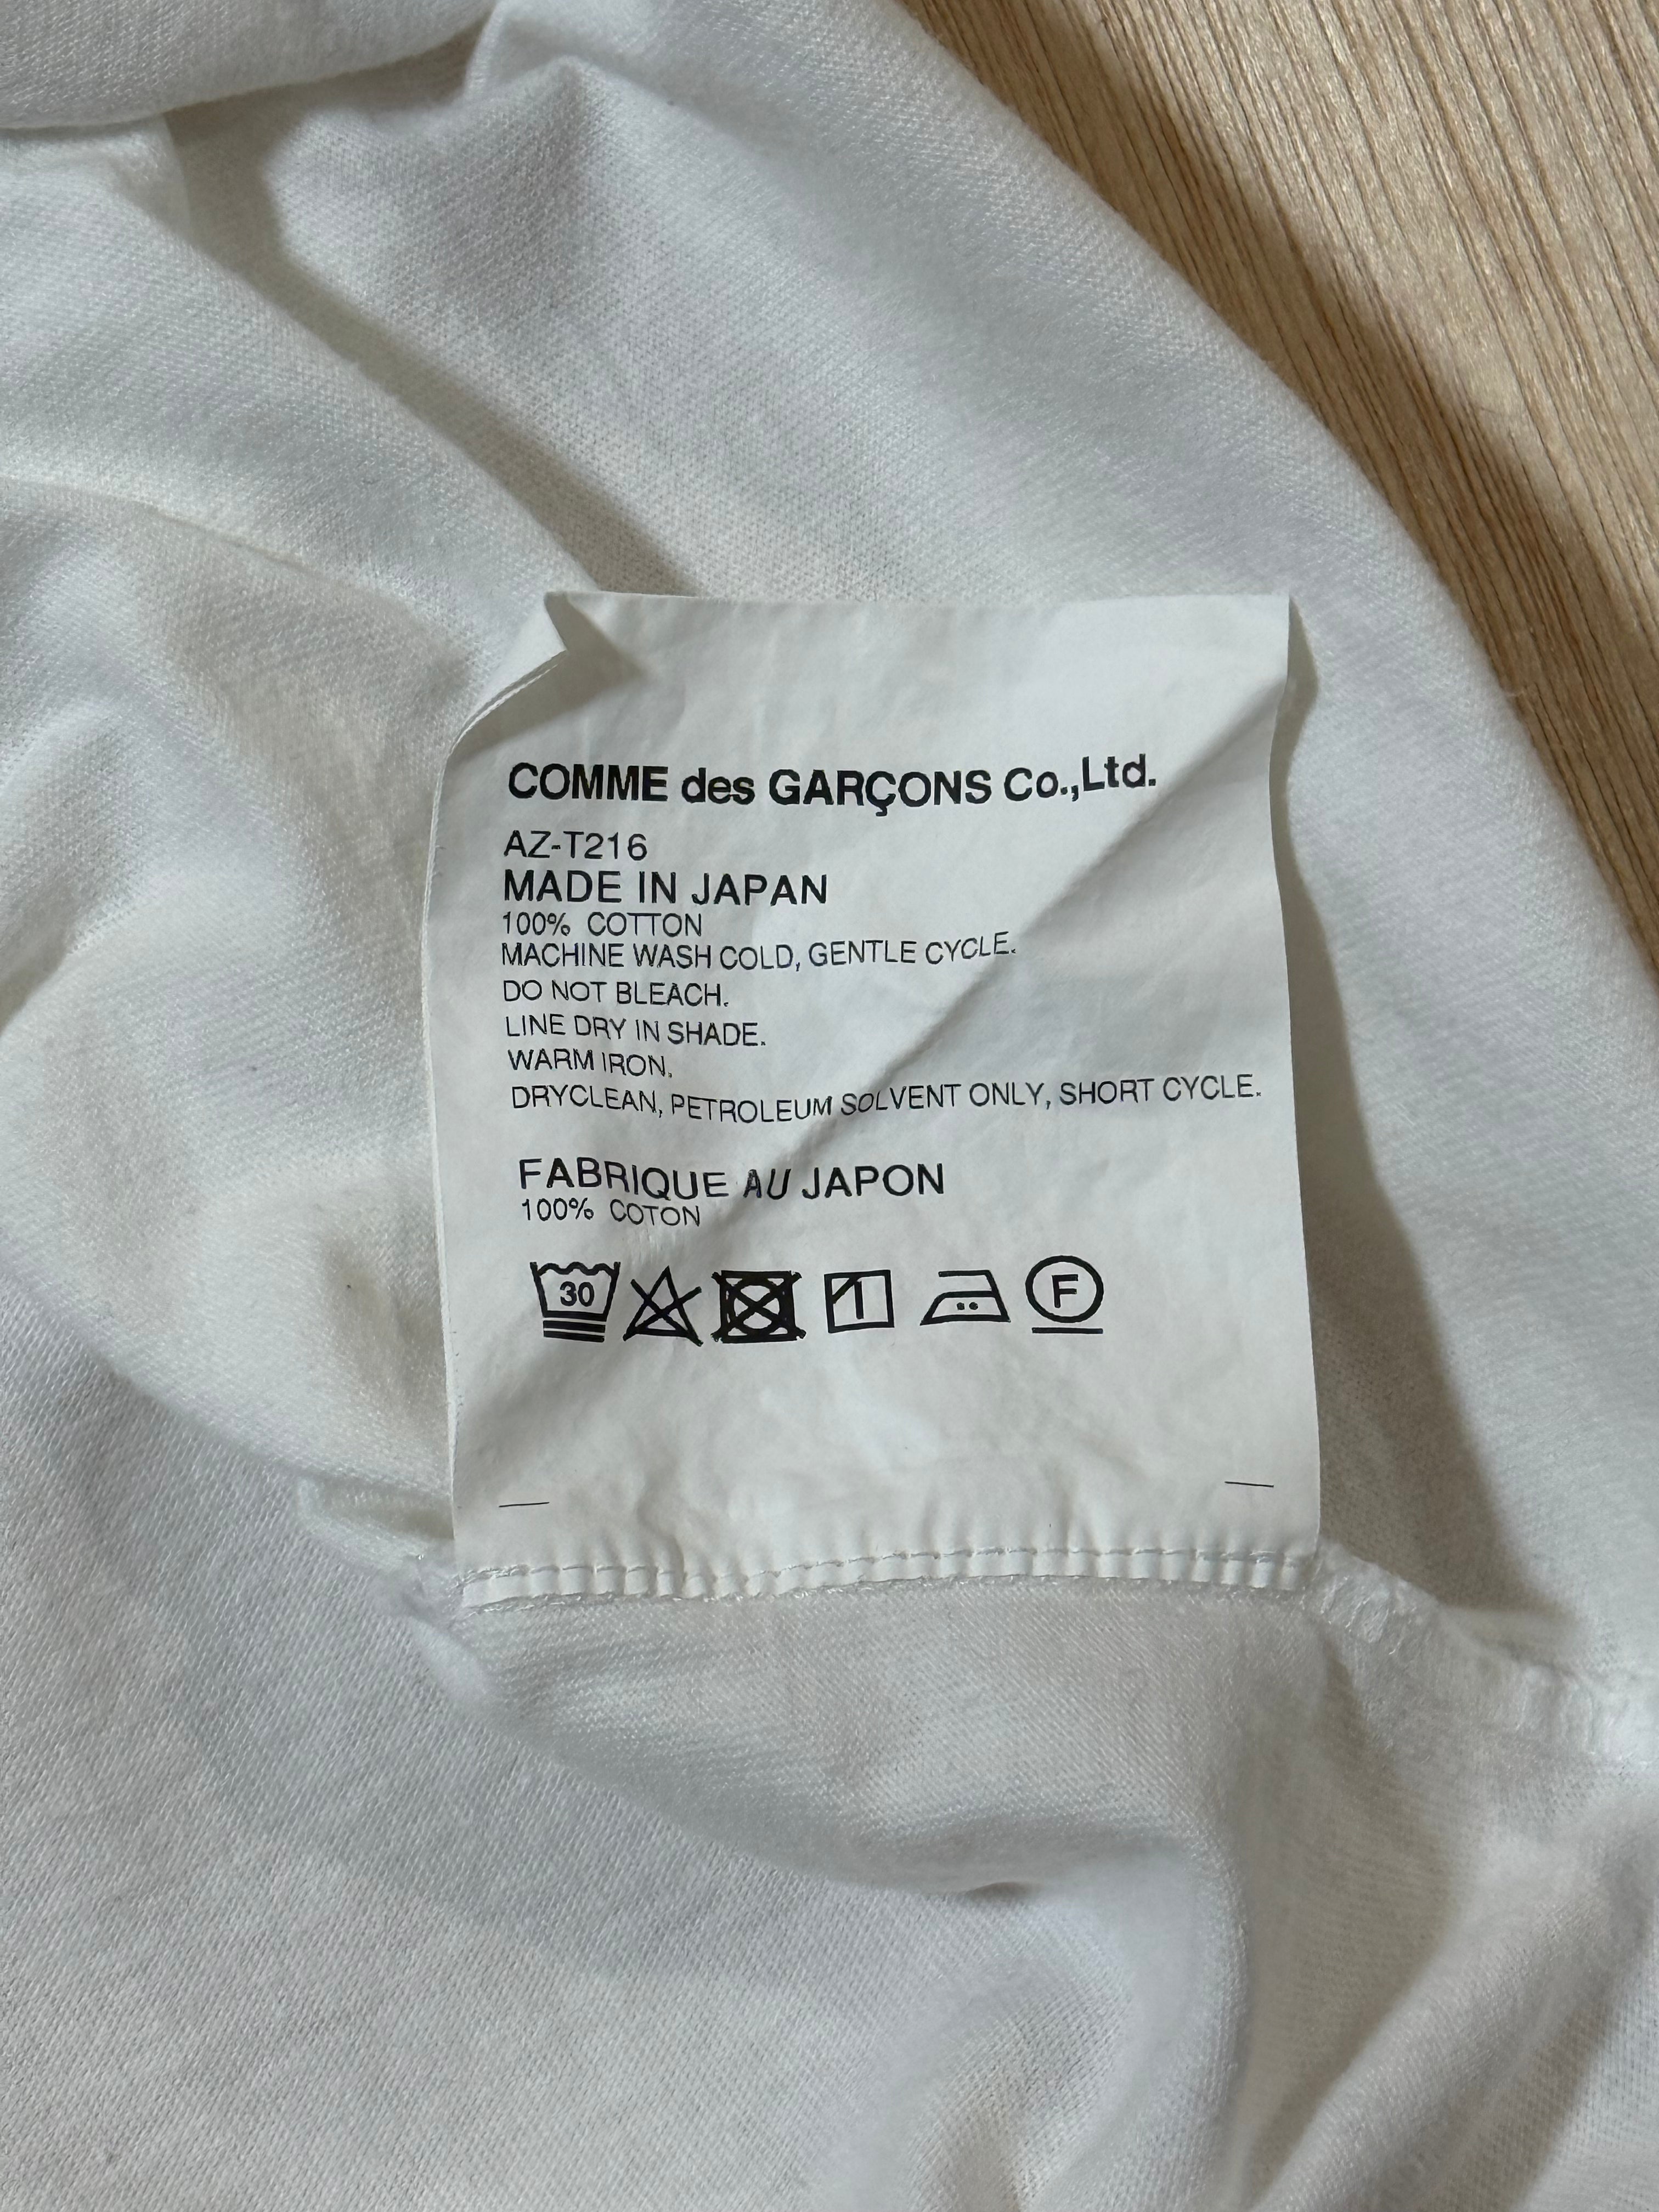 COMME des GARÇONS Co.,Ltd.
AZ-T216
MADE IN JAPAN
100% COTTON
MACHINE WASH COLD, GENTLE CYCLE.
DO NOT BLEACH.
LINE DRY IN SHADE.
WARM IRON.
DRYCLEAN, PETROLEUM SOLVENT ONLY, SHORT CYCLE.
FABRIQUE AU JAPON
100% COTON
30 F